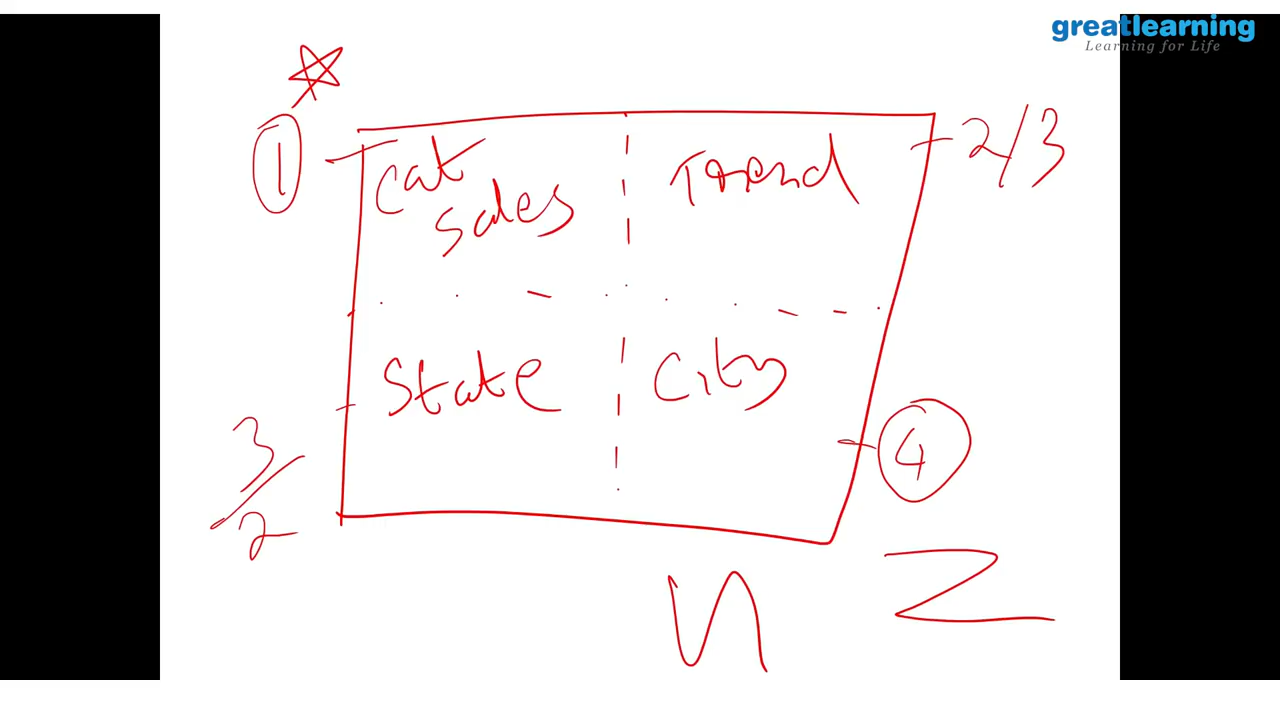 greatlearning
Learning for Life
1
Cat
Sales
Trend
2/3
State
City
3/2
4
N
Z